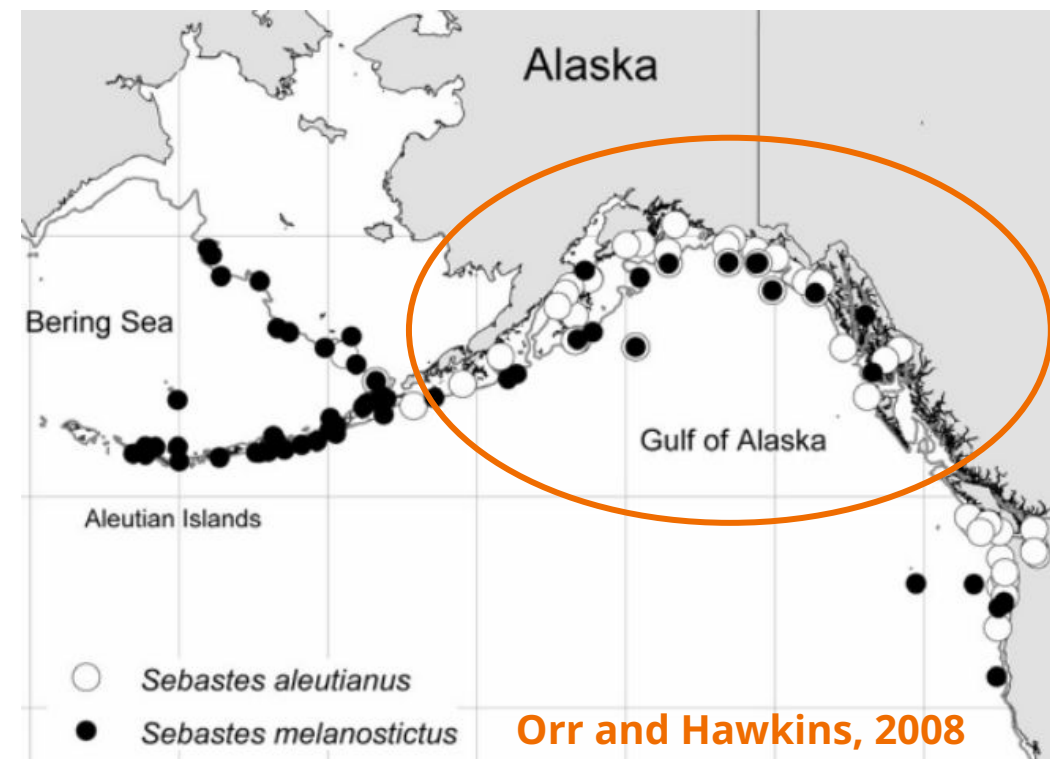 Alaska
Bering Sea
Gulf of Alaska
Aleutian Islands
Sebastes aleutianus
Sebastes melanostictus
Orr and Hawkins, 2008